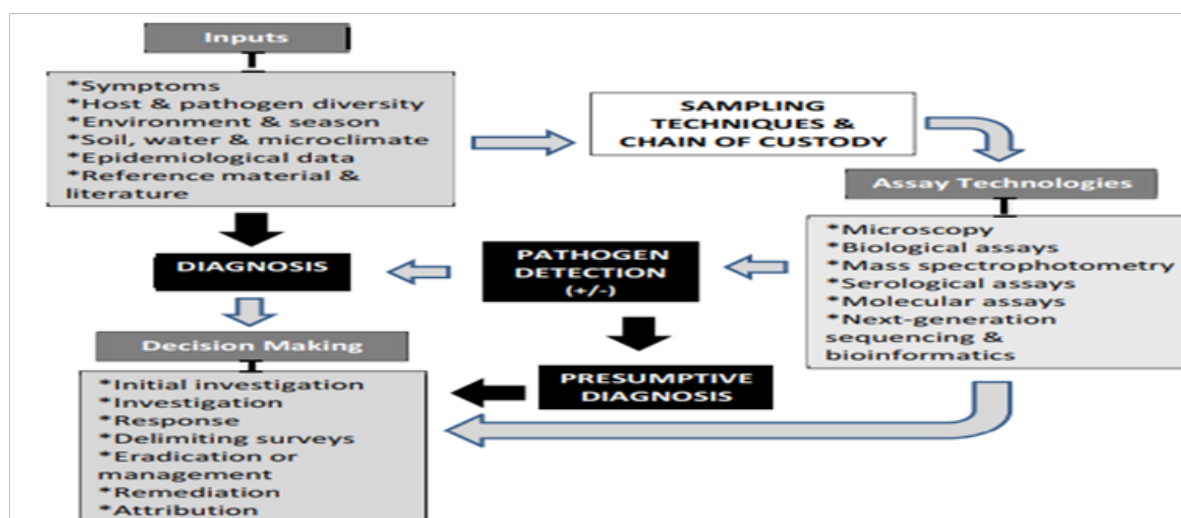 Inputs
*Symptoms
*Host & pathogen diversity
*Environment & season
*Soil, water & microclimate
*Epidemiological data
*Reference material &
literature
SAMPLING
TECHNIQUES &
CHAIN OF CUSTODY
Assay Technologies
*Microscopy
*Biological assays
*Mass spectrophotometry
*Serological assays
*Molecular assays
*Next-generation
sequencing &
bioinformatics
PATHOGEN
DETECTION
(+/-)
DIAGNOSIS
PRESUMPTIVE
DIAGNOSIS
Decision Making
*Initial investigation
*Investigation
*Response
*Delimiting surveys
*Eradication or
management
*Remediation
*Attribution